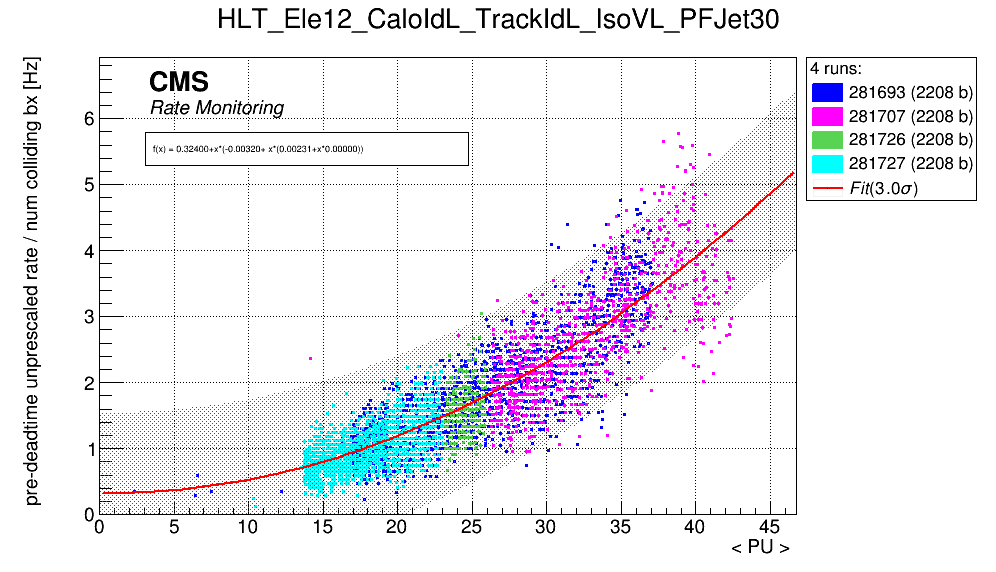 HLT_Ele12_CaloIdL_TrackIdL_IsoVL_PFJet30
pre-deadtime unprescaled rate / num colliding bx [Hz]
CMS
Rate Monitoring
f(x) = 0.32400+x*(-0.00320+ x*(0.00231+x*0.00000))
6
5
4
3
2
1
0
0 5 10 15 20 25 30 35 40 45
< PU >
4 runs:
281693 (2208 b)
281707 (2208 b)
281726 (2208 b)
281727 (2208 b)
Fit(3.0σ)